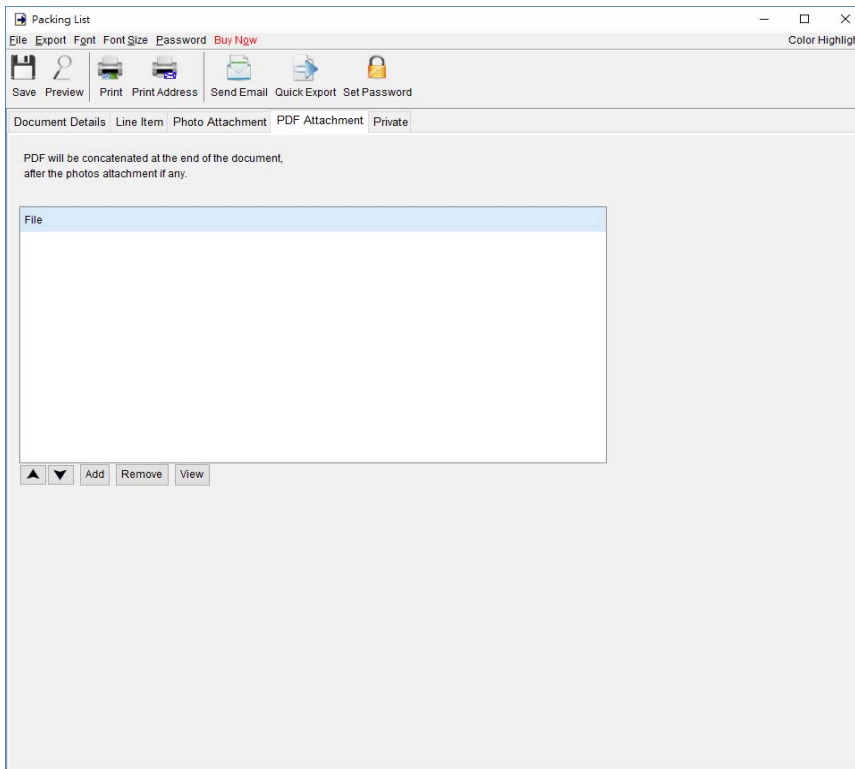 Packing List
File Export Font Font Size Password Buy Now Color Highligh
Save Preview Print Print Address Send Email Quick Export Set Password
Document Details Line Item Photo Attachment PDF Attachment Private
PDF will be concatenated at the end of the document,
after the photos attachment if any.
File
Add Remove View